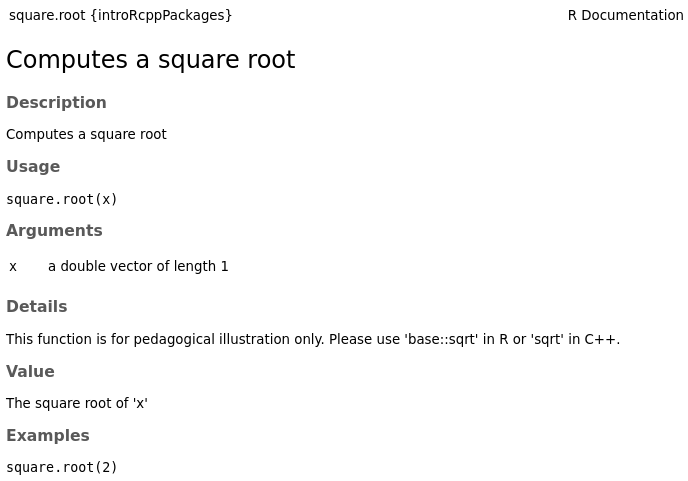 square.root {introRcppPackages} R Documentation
Computes a square root
Description
Computes a square root
Usage
square.root(x)
Arguments
x a double vector of length 1
Details
This function is for pedagogical illustration only. Please use 'base::sqrt' in R or 'sqrt' in C++.
Value
The square root of 'x'
Examples
square.root(2)